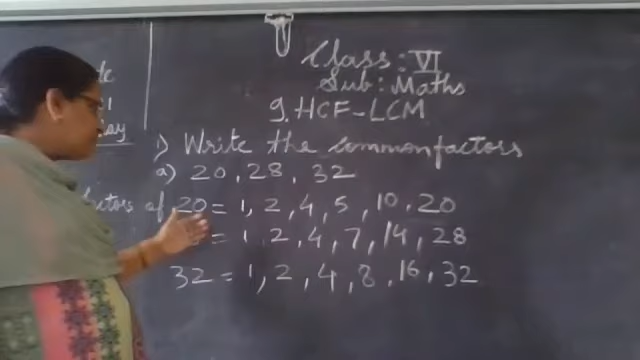 Class: VI
Sub: Maths
9. HCF-LCM
1) Write the common factors
a) 20, 28, 32
of 20 = 1, 2, 4, 5, 10, 20
= 1, 2, 4, 7, 14, 28
32 = 1, 2, 4, 8, 16, 32